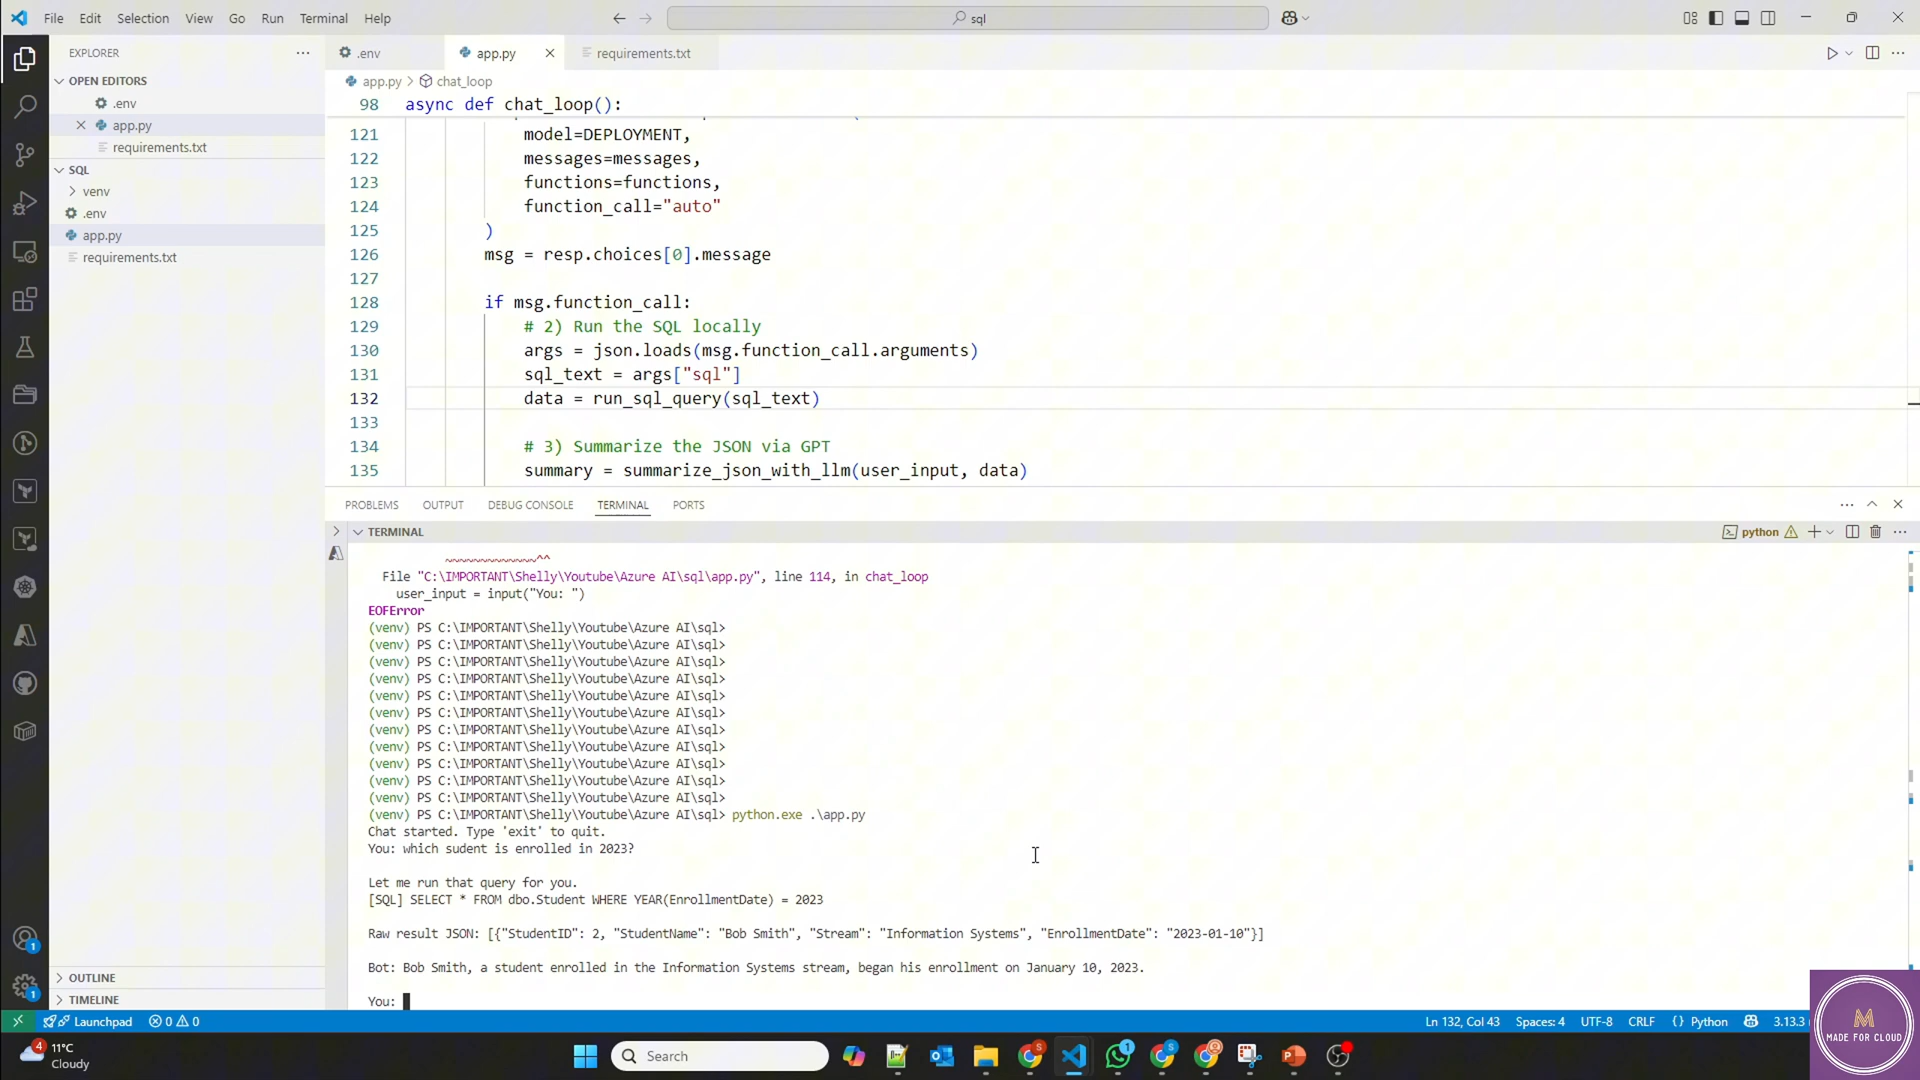 File Edit Selection View Go Run Terminal Help
sql
EXPLORER
OPEN EDITORS
.env
app.py
requirements.txt
SQL
venv
.env
app.py
requirements.txt
OUTLINE
TIMELINE
.env
app.py
requirements.txt
app.py > chat_loop
98 async def chat_loop():
121 model=DEPLOYMENT,
122 messages=messages,
123 functions=functions,
124 function_call="auto"
125 )
126 msg = resp.choices[0].message
127
128 if msg.function_call:
129 # 2) Run the SQL locally
130 args = json.loads(msg.function_call.arguments)
131 sql_text = args["sql"]
132 data = run_sql_query(sql_text)
133
134 # 3) Summarize the JSON via GPT
135 summary = summarize_json_with_llm(user_input, data)
PROBLEMS OUTPUT DEBUG CONSOLE TERMINAL PORTS
TERMINAL
python
~~~~~~~~~~~~~^^
File "C:\IMPORTANT\Shelly\Youtube\Azure AI\sql\app.py", line 114, in chat_loop
user_input = input("You: ")
EOFError
(venv) PS C:\IMPORTANT\Shelly\Youtube\Azure AI\sql>
(venv) PS C:\IMPORTANT\Shelly\Youtube\Azure AI\sql>
(venv) PS C:\IMPORTANT\Shelly\Youtube\Azure AI\sql>
(venv) PS C:\IMPORTANT\Shelly\Youtube\Azure AI\sql>
(venv) PS C:\IMPORTANT\Shelly\Youtube\Azure AI\sql>
(venv) PS C:\IMPORTANT\Shelly\Youtube\Azure AI\sql>
(venv) PS C:\IMPORTANT\Shelly\Youtube\Azure AI\sql>
(venv) PS C:\IMPORTANT\Shelly\Youtube\Azure AI\sql>
(venv) PS C:\IMPORTANT\Shelly\Youtube\Azure AI\sql>
(venv) PS C:\IMPORTANT\Shelly\Youtube\Azure AI\sql>
(venv) PS C:\IMPORTANT\Shelly\Youtube\Azure AI\sql>
(venv) PS C:\IMPORTANT\Shelly\Youtube\Azure AI\sql> python.exe .\app.py
Chat started. Type 'exit' to quit.
You: which sudent is enrolled in 2023?
Let me run that query for you.
[SQL] SELECT * FROM dbo.Student WHERE YEAR(EnrollmentDate) = 2023
Raw result JSON: [{"StudentID": 2, "StudentName": "Bob Smith", "Stream": "Information Systems", "EnrollmentDate": "2023-01-10"}]
Bot: Bob Smith, a student enrolled in the Information Systems stream, began his enrollment on January 10, 2023.
You:
Launchpad 0 0
Ln 132, Col 43 Spaces: 4 UTF-8 CRLF {} Python 3.13.3
1
1
4
11°C
Cloudy
Search
S
1
S
M
MADE FOR CLOUD